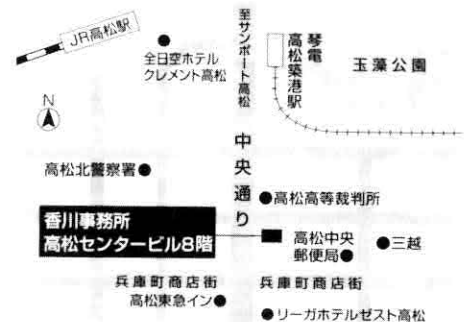 JR高松駅
全日空ホテル
クレメント高松
至サンポート高松
琴電
高松築港駅
玉藻公園
N
中央通り
高松北警察署
高松高等裁判所
香川事務所
高松センタービル8階
高松中央
郵便局
三越
兵庫町商店街
兵庫町商店街
高松東急イン
リーガホテルゼスト高松